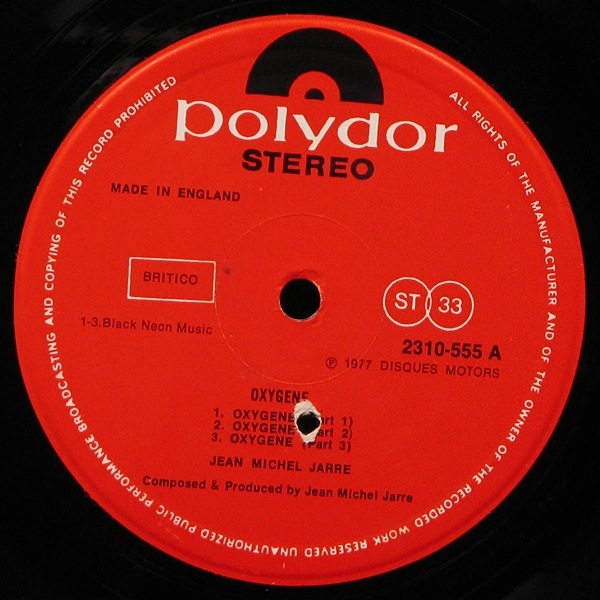 polydor
STEREO
MADE IN ENGLAND
BRITICO
ST 33
1-3.Black Neon Music
2310-555 A
℗ 1977 DISQUES MOTORS
OXYGENE
1. OXYGENE 1)
2. OXYGENE 2)
3. OXYGENE (Part 3)
JEAN MICHEL JARRE
Composed & Produced by Jean Michel Jarre
ALL RIGHTS OF THE MANUFACTURER AND OF THE OWNER OF THE RECORDED WORK RESERVED UNAUTHORIZED PUBLIC PERFORMANCE BROADCASTING AND COPYING OF THIS RECORD PROHIBITED